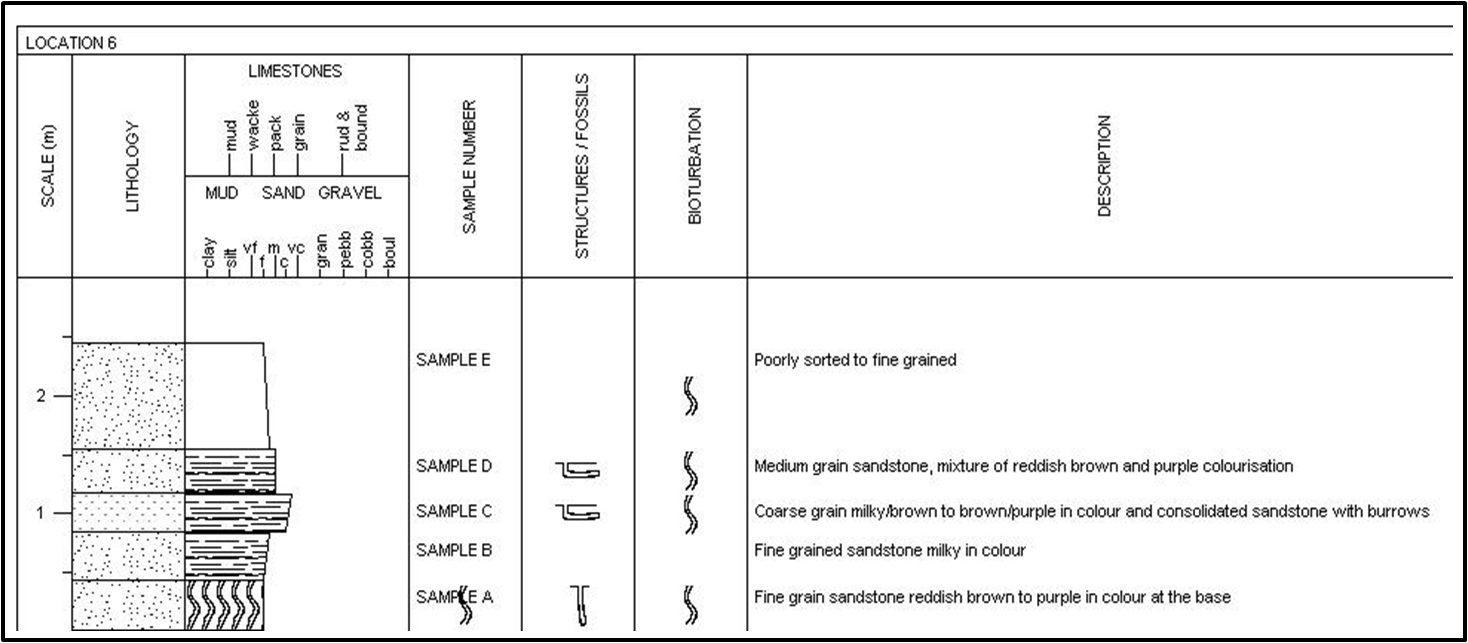 LOCATION 6
SCALE (m)
LITHOLOGY
LIMESTONES
mud
wacke
pack
grain
rud &
bound
MUD SAND GRAVEL
clay
silt
vf
f
m
c
vc
gran
pebb
cobb
boul
SAMPLE NUMBER
STRUCTURES / FOSSILS
BIOTURBATION
DESCRIPTION
SAMPLE E Poorly sorted to fine grained
2
SAMPLE D Medium grain sandstone, mixture of reddish brown and purple colourisation
1 SAMPLE C Coarse grain milky/brown to brown/purple in colour and consolidated sandstone with burrows
SAMPLE B Fine grained sandstone milky in colour
SAMPLE A Fine grain sandstone reddish brown to purple in colour at the base